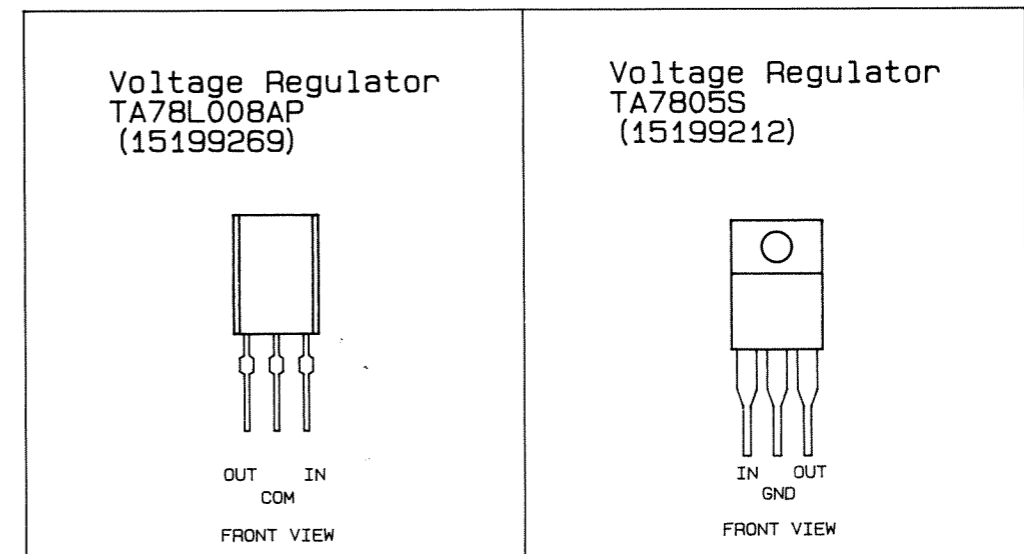 Voltage Regulator
TA78L008AP
(15199269)
OUT IN
COM
FRONT VIEW
Voltage Regulator
TA7805S
(15199212)
IN OUT
GND
FRONT VIEW